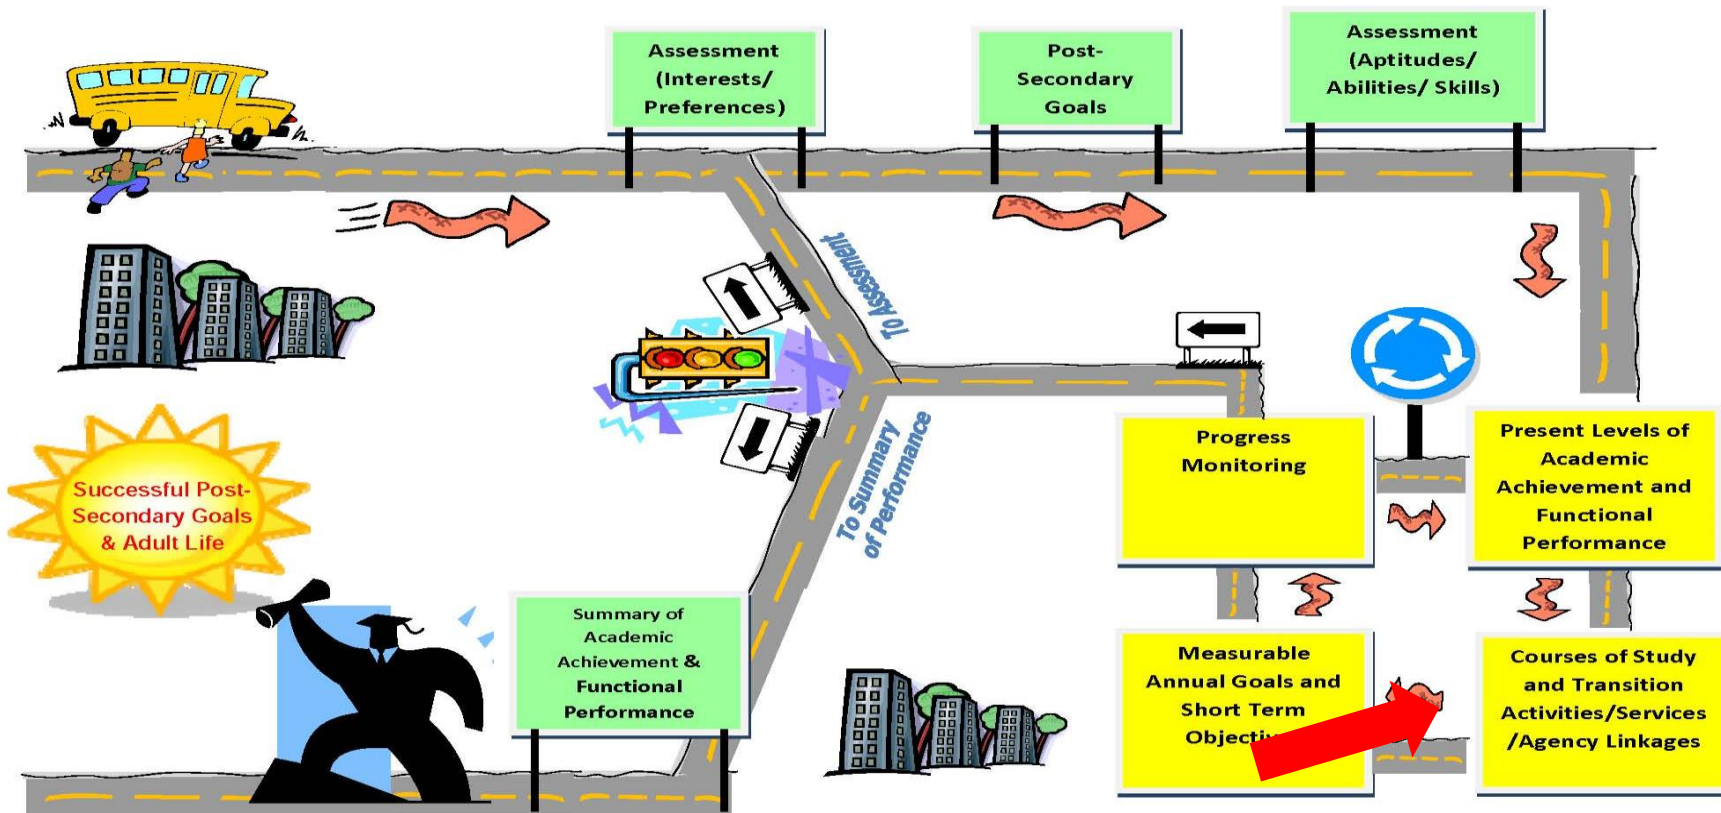 Assessment
(Interests/
Preferences)
Post-
Secondary
Goals
Assessment
(Aptitudes/
Abilities/ Skills)
To Assessment
To Summary
of Performance
Progress
Monitoring
Present Levels of
Academic
Achievement and
Functional
Performance
Successful Post-
Secondary Goals
& Adult Life
Summary of
Academic
Achievement &
Functional
Performance
Measurable
Annual Goals and
Short Term
Objectiv
Courses of Study
and Transition
Activities/Services
/Agency Linkages